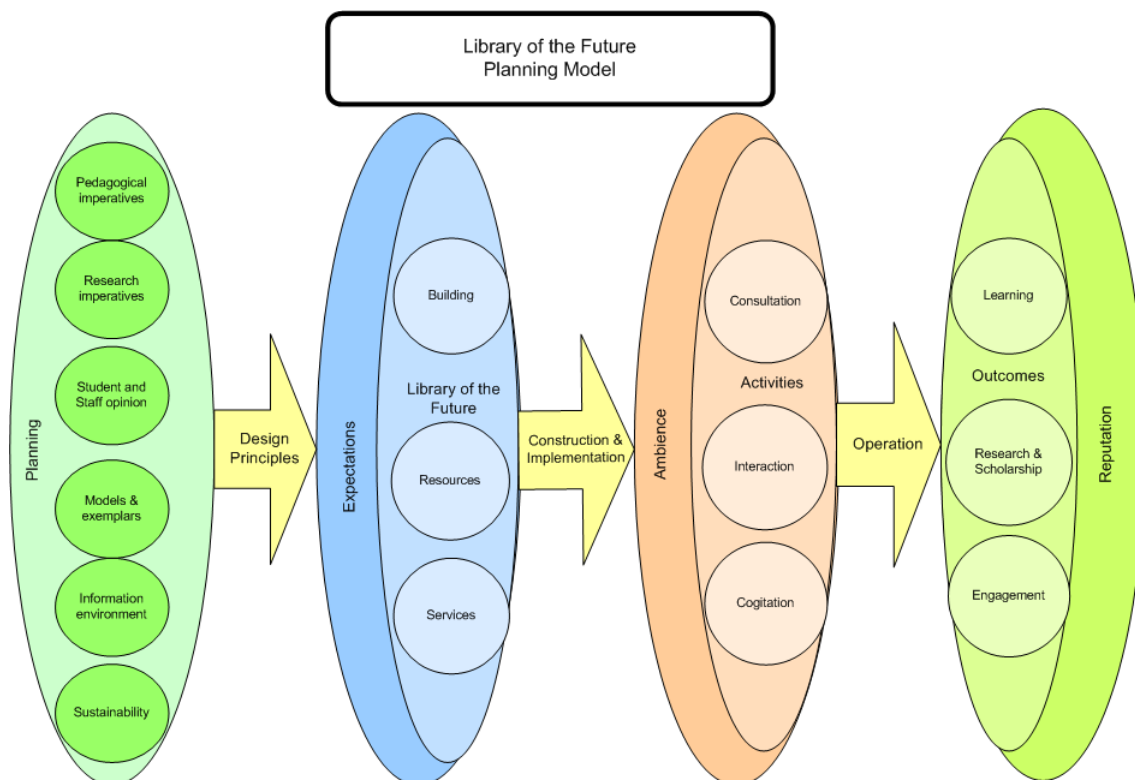 Library of the Future
Planning Model
Planning
Pedagogical
imperatives
Research
imperatives
Student and
Staff opinion
Models &
exemplars
Information
environment
Sustainability
Design
Principles
Expectations
Building
Library of the
Future
Resources
Services
Construction &
Implementation
Ambience
Consultation
Activities
Interaction
Cogitation
Operation
Learning
Outcomes
Research &
Scholarship
Engagement
Reputation